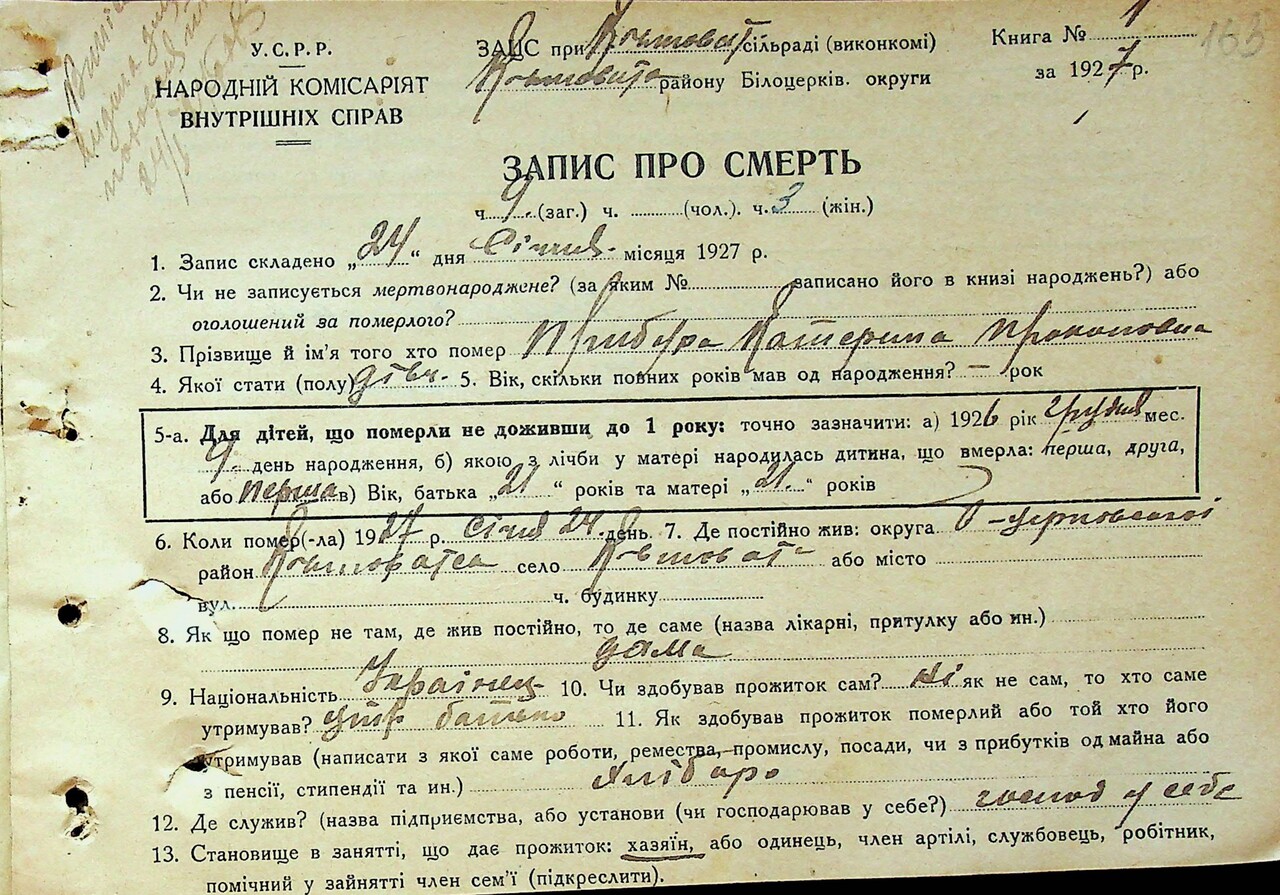 163
У.С.Р.Р.
НАРОДНІЙ КОМІСАРІЯТ
ВНУТРІШНІХ СПРАВ
ЗАЦС при сільраді (виконкомі)
району Білоцерків. округи
Книга №
за 1927 р.
ЗАПИС ПРО СМЕРТЬ
ч. 9. (заг.) ч. (чол.). ч. 3 (жін.)
1. Запис складено „24“ дня Січня місяця 1927 р.
2. Чи не записується мертвонароджене? (за яким № записано його в книзі народжень?) або
оголошений за померлого?
3. Прізвище й ім'я того хто помер Катерина Прокоповна
4. Якої стати (полу) дівч. 5. Вік, скільки повних років мав од народження? — рок
5-а. Для дітей, що померли не доживши до 1 року: точно зазначити: а) 1926 рік грудня мес.
9. день народження, б) якою з лічби у матері народилась дитина, що вмерла: перша, друга,
або перша в) Вік, батька „21“ років та матері „21.“ років
6. Коли помер(-ла) 1927 р. січня 24 день 7. Де постійно жив: округа
район село або місто
вул. ч. будинку
8. Як що помер не там, де жив постійно, то де саме (назва лікарні, притулку або ин.)
дома
9. Національність Українец 10. Чи здобував прожиток сам? ні як не сам, то хто саме
утримував? утр батько 11. Як здобував прожиток померлий або той хто його
утримував (написати з якої саме роботи, ремества, промислу, посади, чи з прибутків од майна або
з пенсії, стипендії та ин.) хлібороб
12. Де служив? (назва підприємства, або установи (чи господарював у себе?) господ у себе
13. Становище в занятті, що дає прожиток: хазяїн, або одинець, член артілі, службовець, робітник,
помічний у зайнятті член сем'ї (підкреслити).